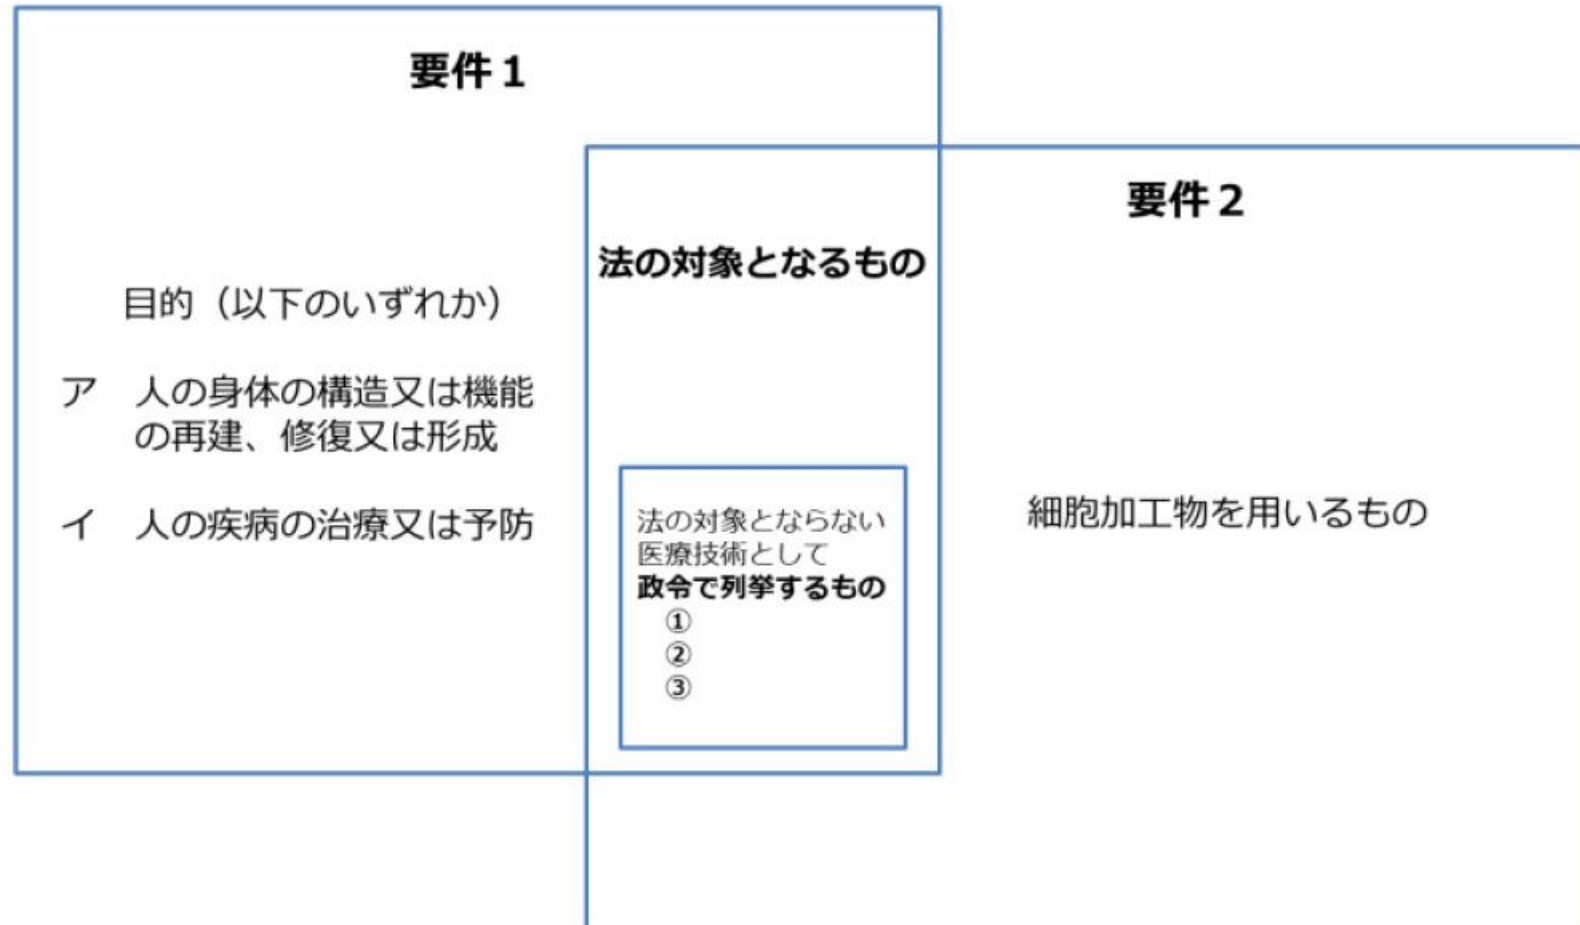 要件１
目的（以下のいずれか）
ア　人の身体の構造又は機能
の再建、修復又は形成
イ　人の疾病の治療又は予防
法の対象となるもの
法の対象とならない
医療技術として
政令で列挙するもの
①
②
③
要件２
細胞加工物を用いるもの